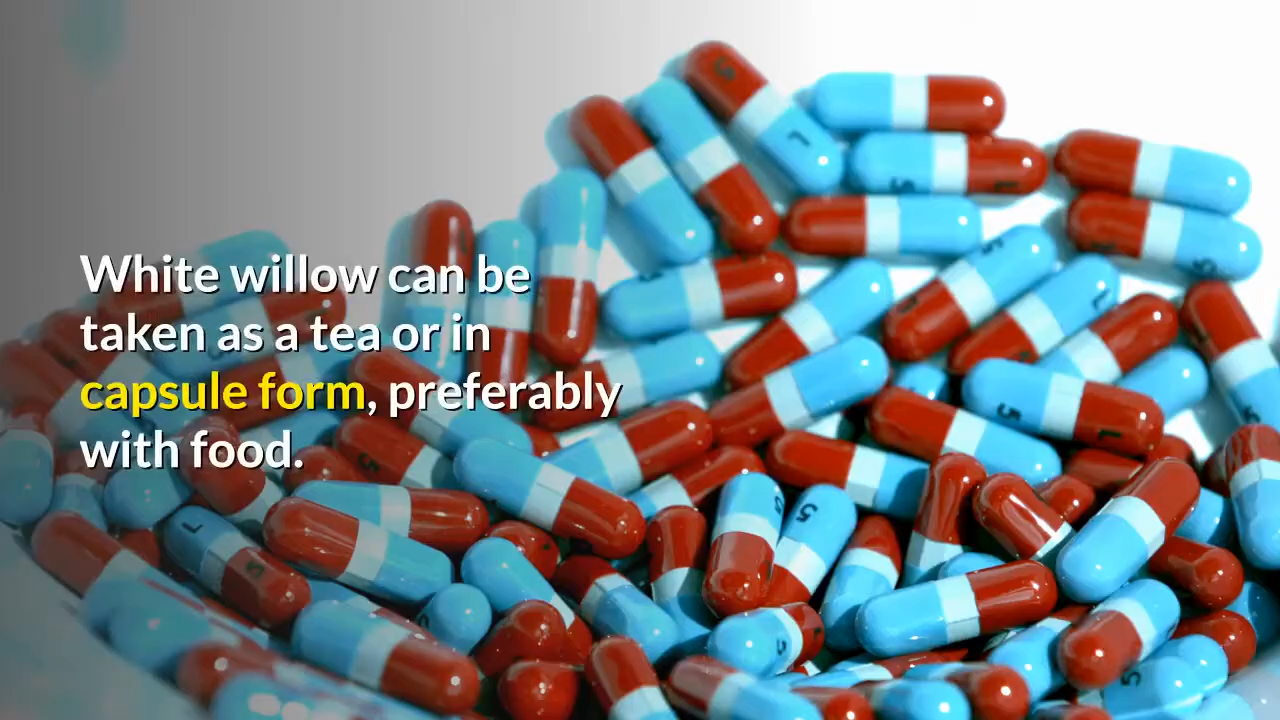 White willow can be
taken as a tea or in
capsule form, preferably
with food.